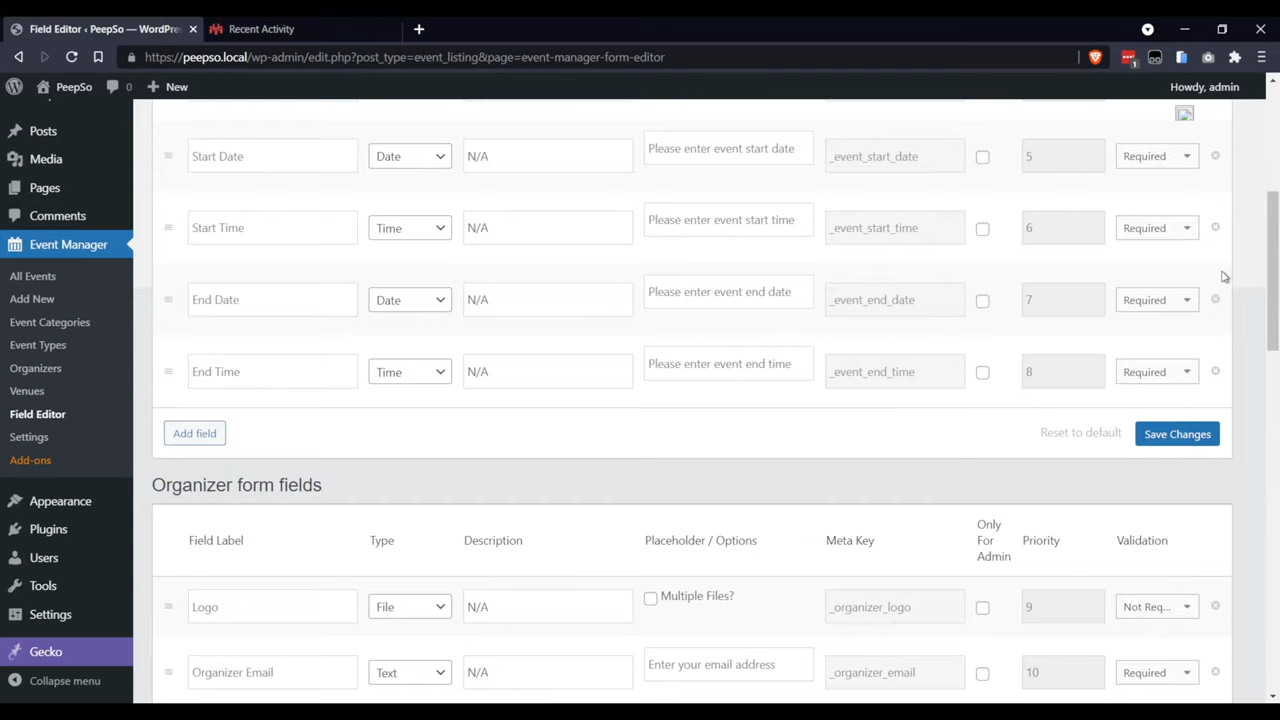 Field Editor ‹ PeepSo — WordPre
Recent Activity
https://peepso.local/wp-admin/edit.php?post_type=event_listing&page=event-manager-form-editor
1
PeepSo
0
New
Howdy, admin
Posts
Media
Pages
Comments
Event Manager
All Events
Add New
Event Categories
Event Types
Organizers
Venues
Field Editor
Settings
Add-ons
Appearance
Plugins
Users
Tools
Settings
Gecko
Collapse menu
Start Date Date N/A Please enter event start date _event_start_date 5 Required
Start Time Time N/A Please enter event start time _event_start_time 6 Required
End Date Date N/A Please enter event end date _event_end_date 7 Required
End Time Time N/A Please enter event end time _event_end_time 8 Required
Add field Reset to default Save Changes
Organizer form fields
Field Label Type Description Placeholder / Options Meta Key Only For Admin Priority Validation
Logo File N/A Multiple Files? _organizer_logo 9 Not Req...
Organizer Email Text N/A Enter your email address _organizer_email 10 Required